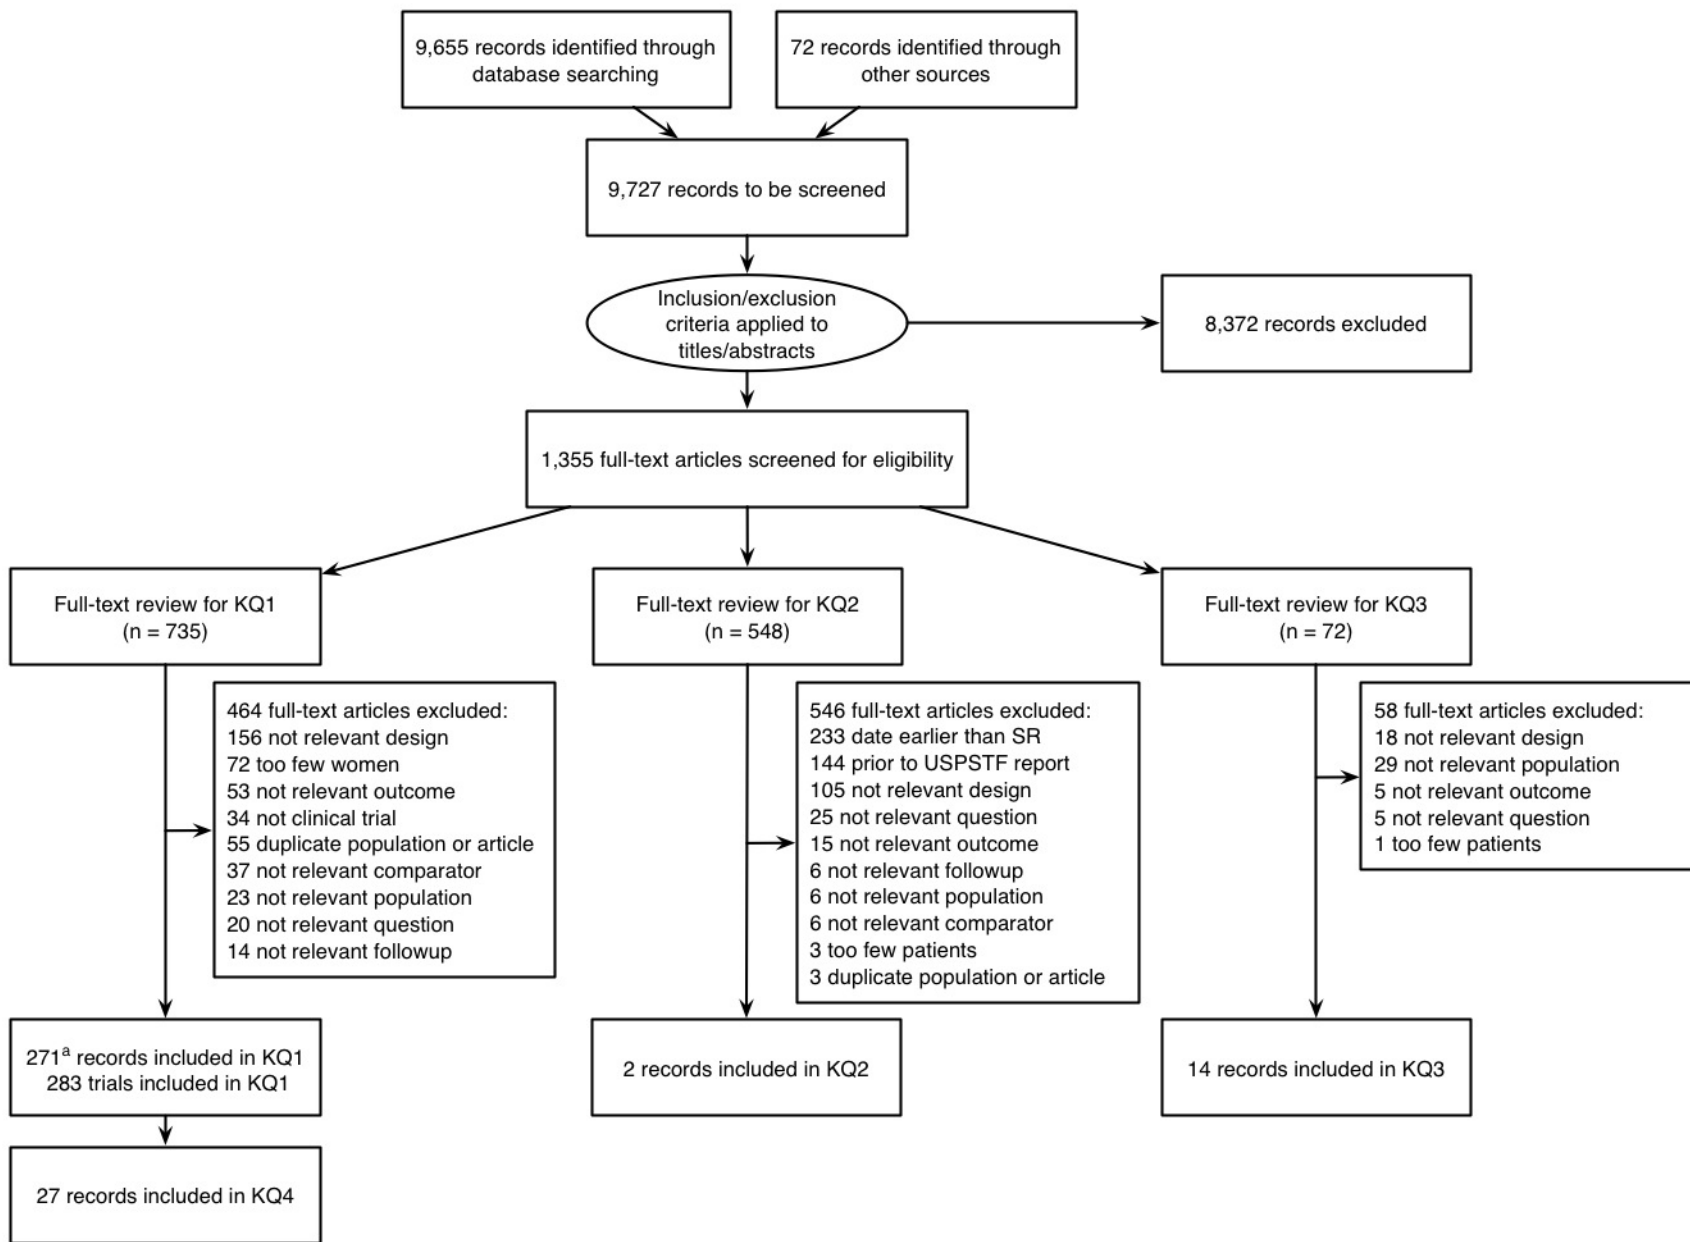 9,655 records identified through
database searching
72 records identified through
other sources
9,727 records to be screened
Inclusion/exclusion
criteria applied to
titles/abstracts
8,372 records excluded
1,355 full-text articles screened for eligibility
Full-text review for KQ1
(n = 735)
Full-text review for KQ2
(n = 548)
Full-text review for KQ3
(n = 72)
464 full-text articles excluded:
156 not relevant design
72 too few women
53 not relevant outcome
34 not clinical trial
55 duplicate population or article
37 not relevant comparator
23 not relevant population
20 not relevant question
14 not relevant followup
546 full-text articles excluded:
233 date earlier than SR
144 prior to USPSTF report
105 not relevant design
25 not relevant question
15 not relevant outcome
6 not relevant followup
6 not relevant population
6 not relevant comparator
3 too few patients
3 duplicate population or article
58 full-text articles excluded:
18 not relevant design
29 not relevant population
5 not relevant outcome
5 not relevant question
1 too few patients
271a records included in KQ1
283 trials included in KQ1
2 records included in KQ2
14 records included in KQ3
27 records included in KQ4